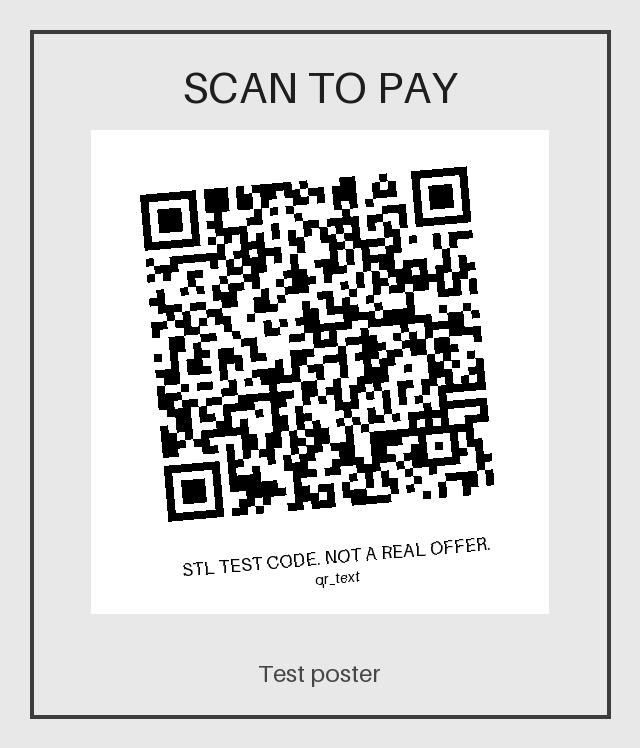 SCAN TO PAY
STL TEST CODE. NOT A REAL OFFER.
qr_text
Test poster